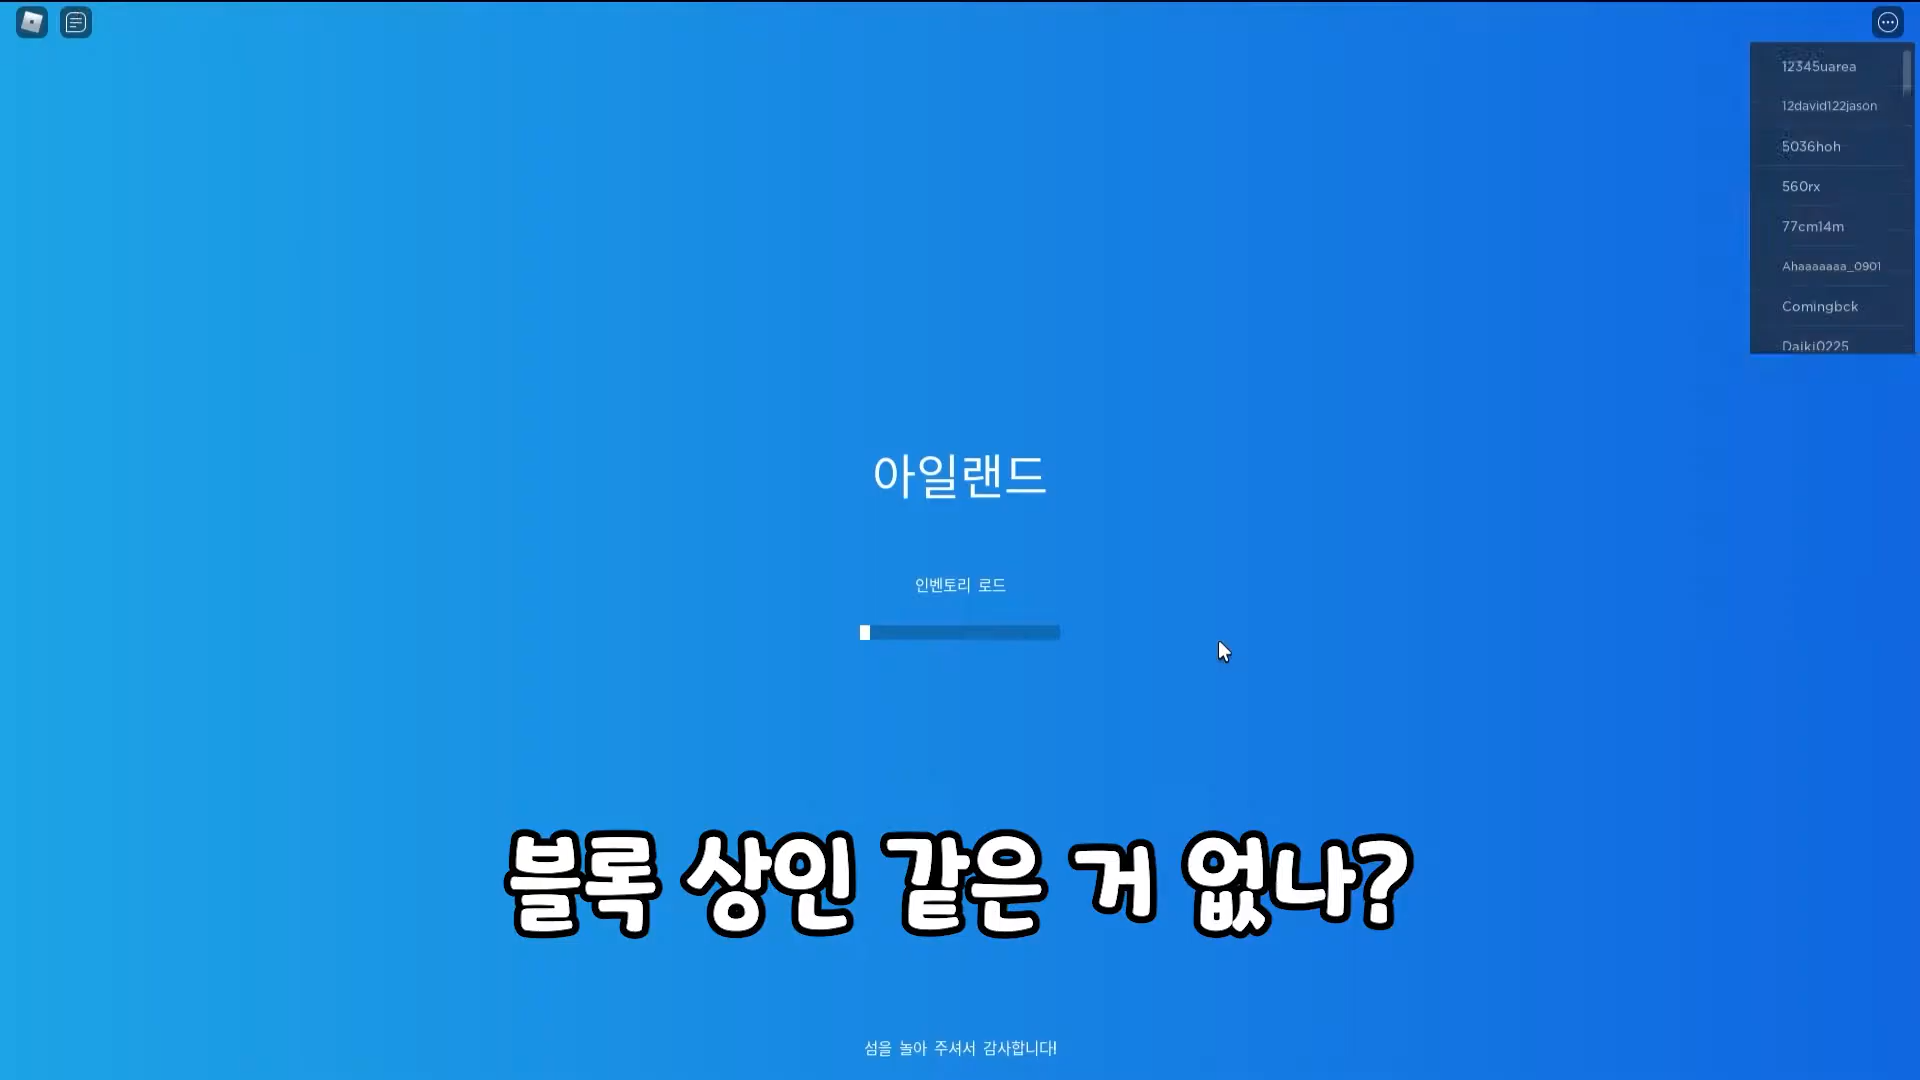 12345uarea
12david122jason
5036hoh
560rx
77cm14m
Ahaaaaaaa_0901
Comingbck
Daiki0225
아일랜드
인벤토리 로드
블록 상인 같은 거 없나?
섬을 놀아 주셔서 감사합니다!